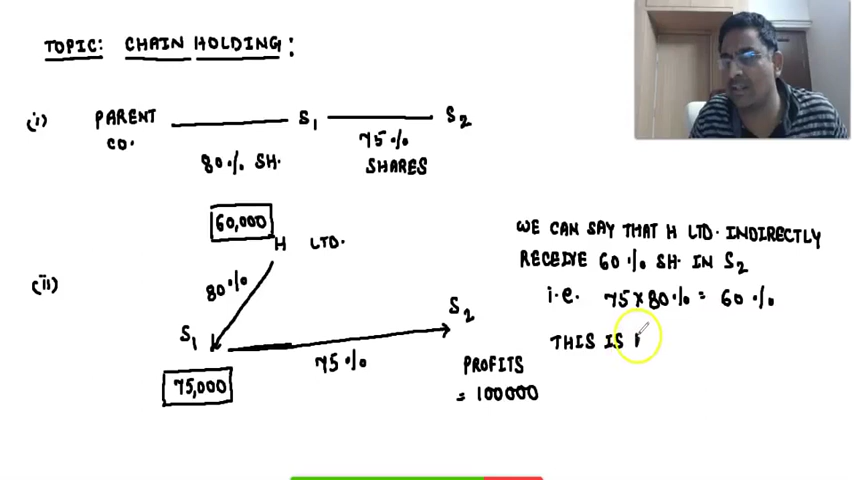 TOPIC: CHAIN HOLDING:
(i) PARENT CO. S1 S2
80% SH.
75% SHARES
60,000
(ii) H LTD.
80%
S1 S2
75%
75,000
PROFITS
= 100000
WE CAN SAY THAT H LTD. INDIRECTLY
RECEIVE 60% SH. IN S2
i.e. 75 x 80% = 60%
THIS IS